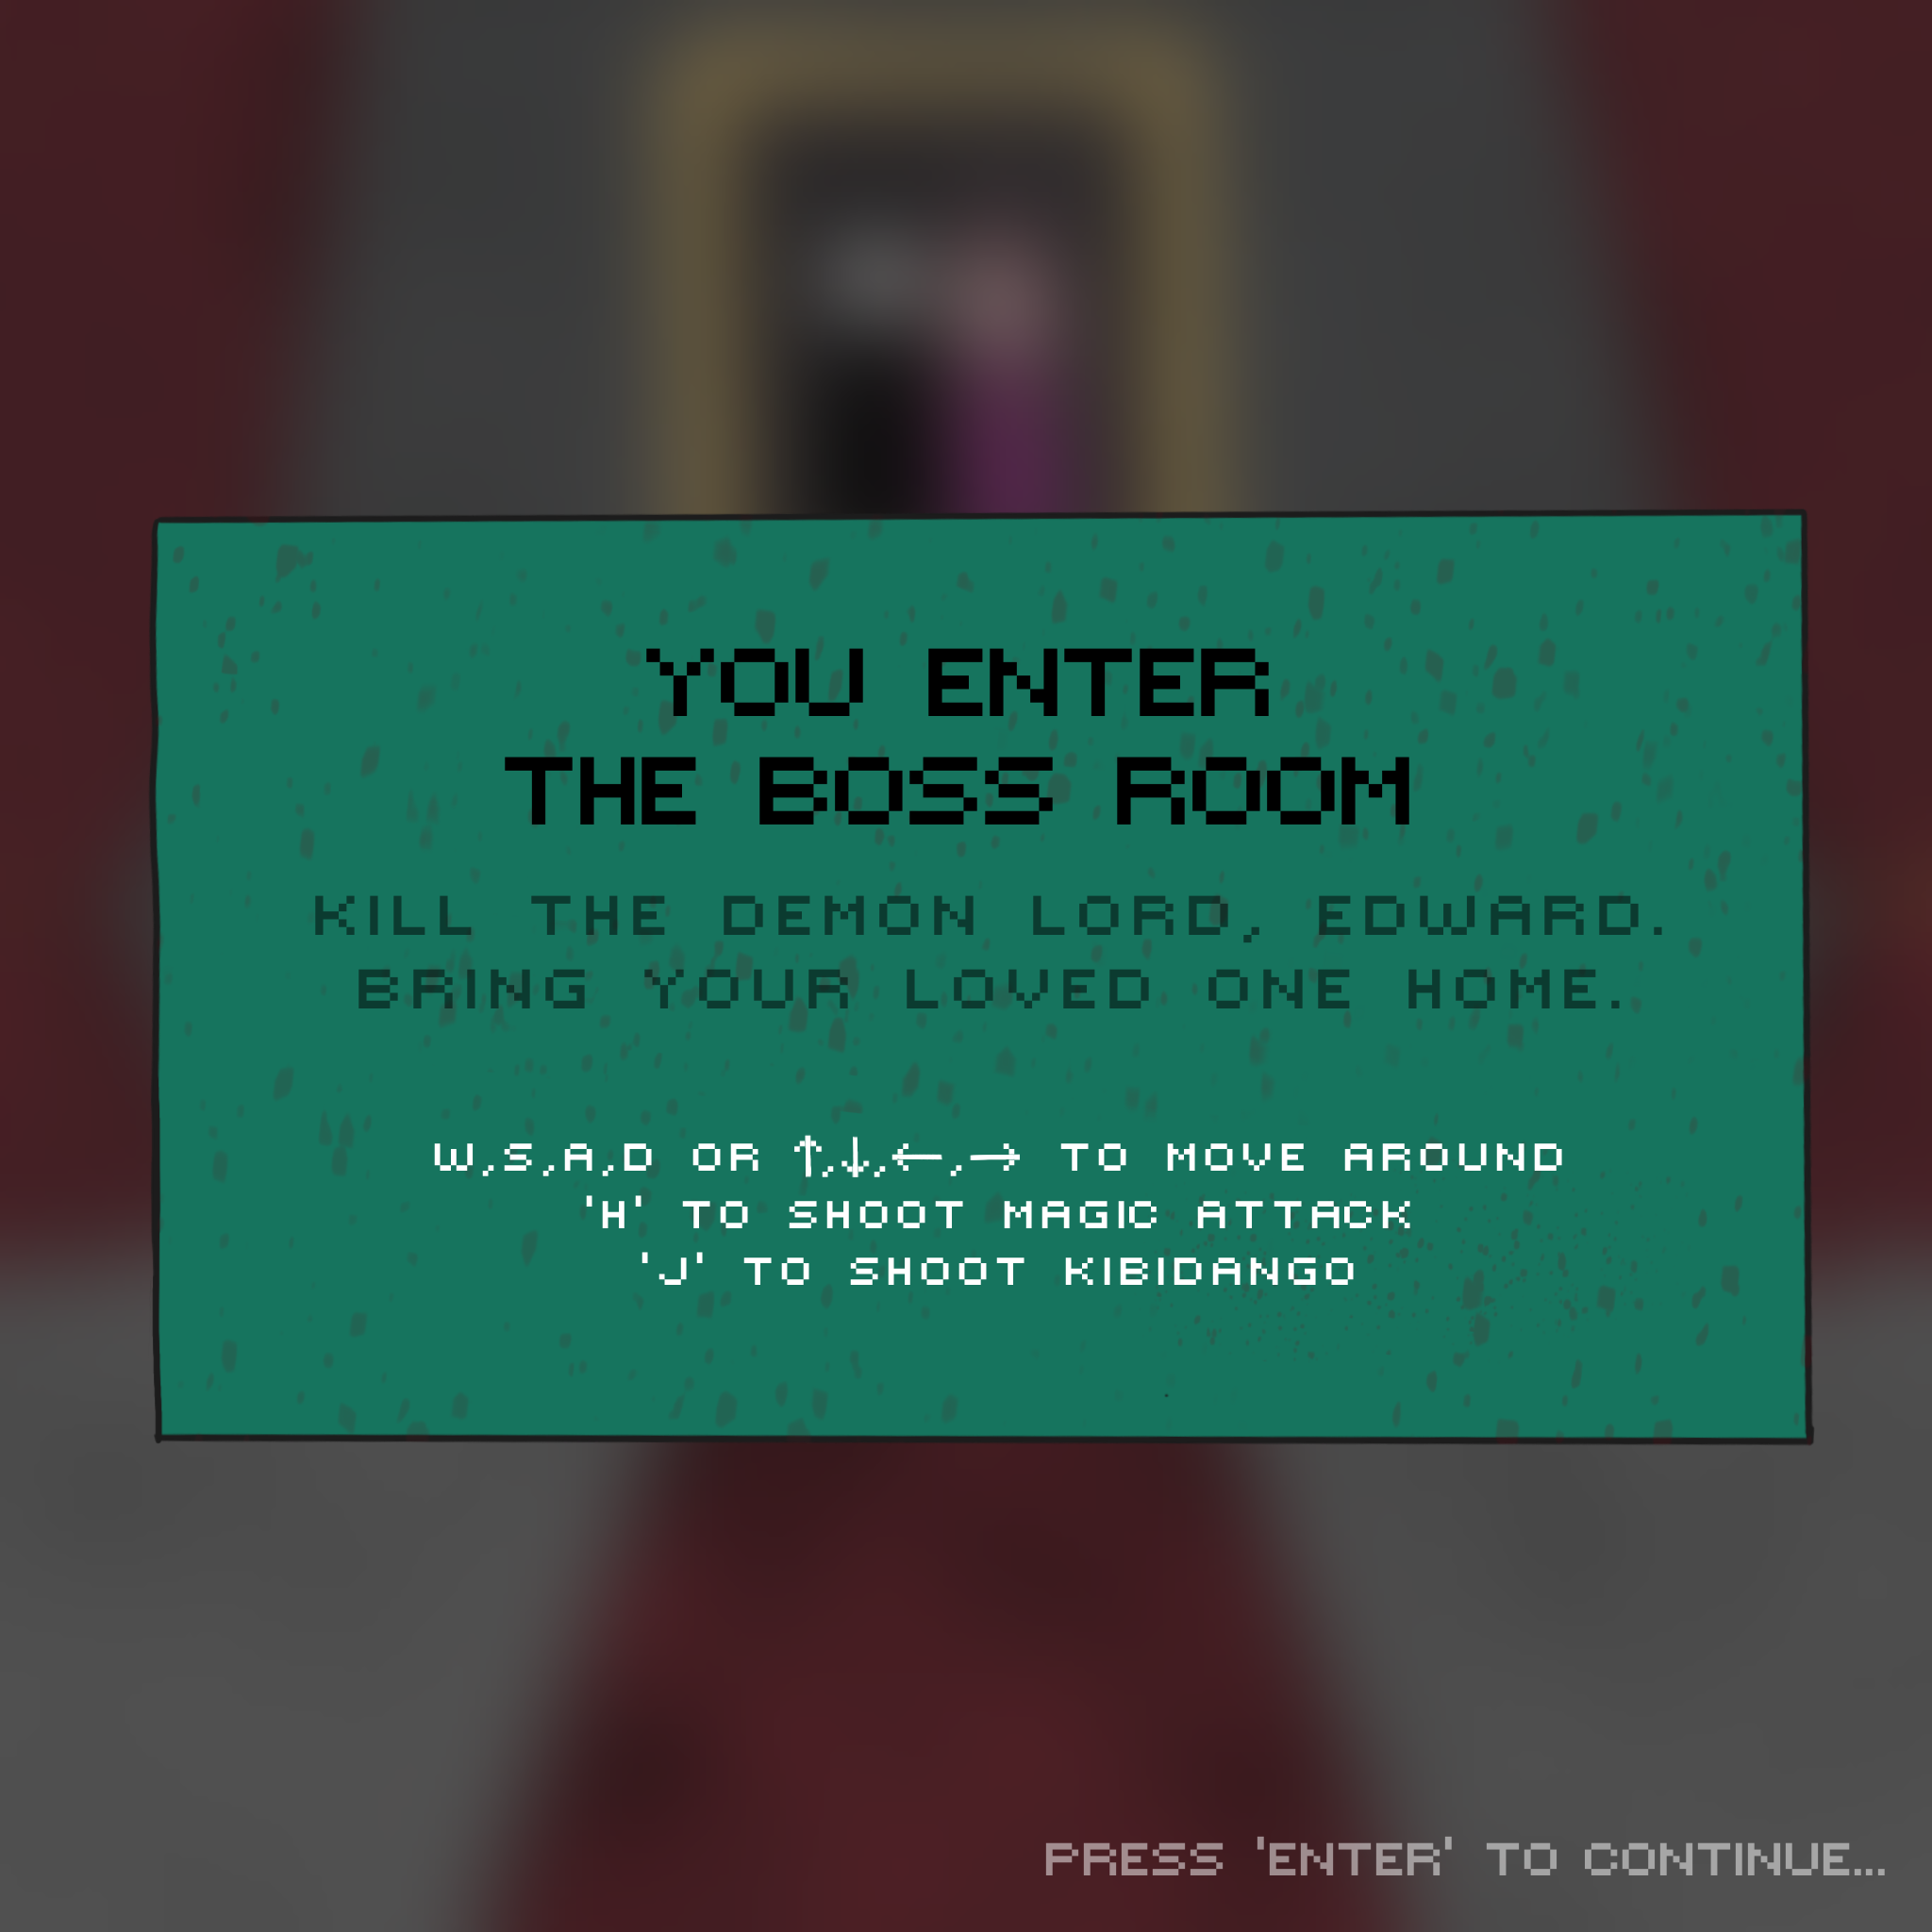 YOU ENTER
THE BOSS ROOM
KILL THE DEMON LORD, EDWARD.
BRING YOUR LOVED ONE HOME.
W,S,A,D OR ↑,↓,←,→ TO MOVE AROUND
'H' TO SHOOT MAGIC ATTACK
'J' TO SHOOT KIBIDANGO
PRESS 'ENTER' TO CONTINUE...